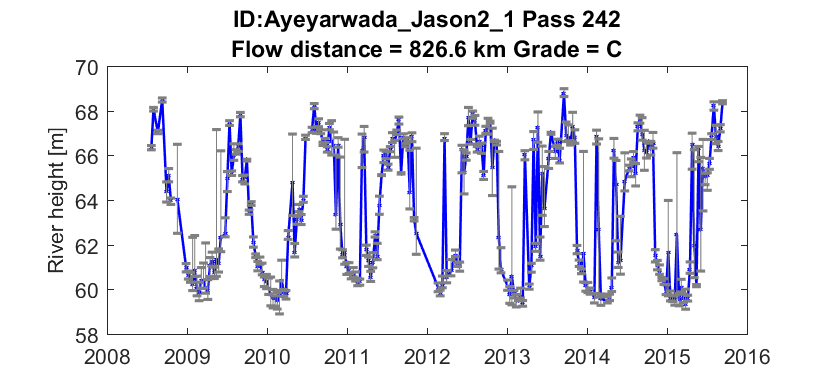 ID:Ayeyarwada_Jason2_1 Pass 242
Flow distance = 826.6 km Grade = C
River height [m]
70
68
66
64
62
60
58
2008 2009 2010 2011 2012 2013 2014 2015 2016